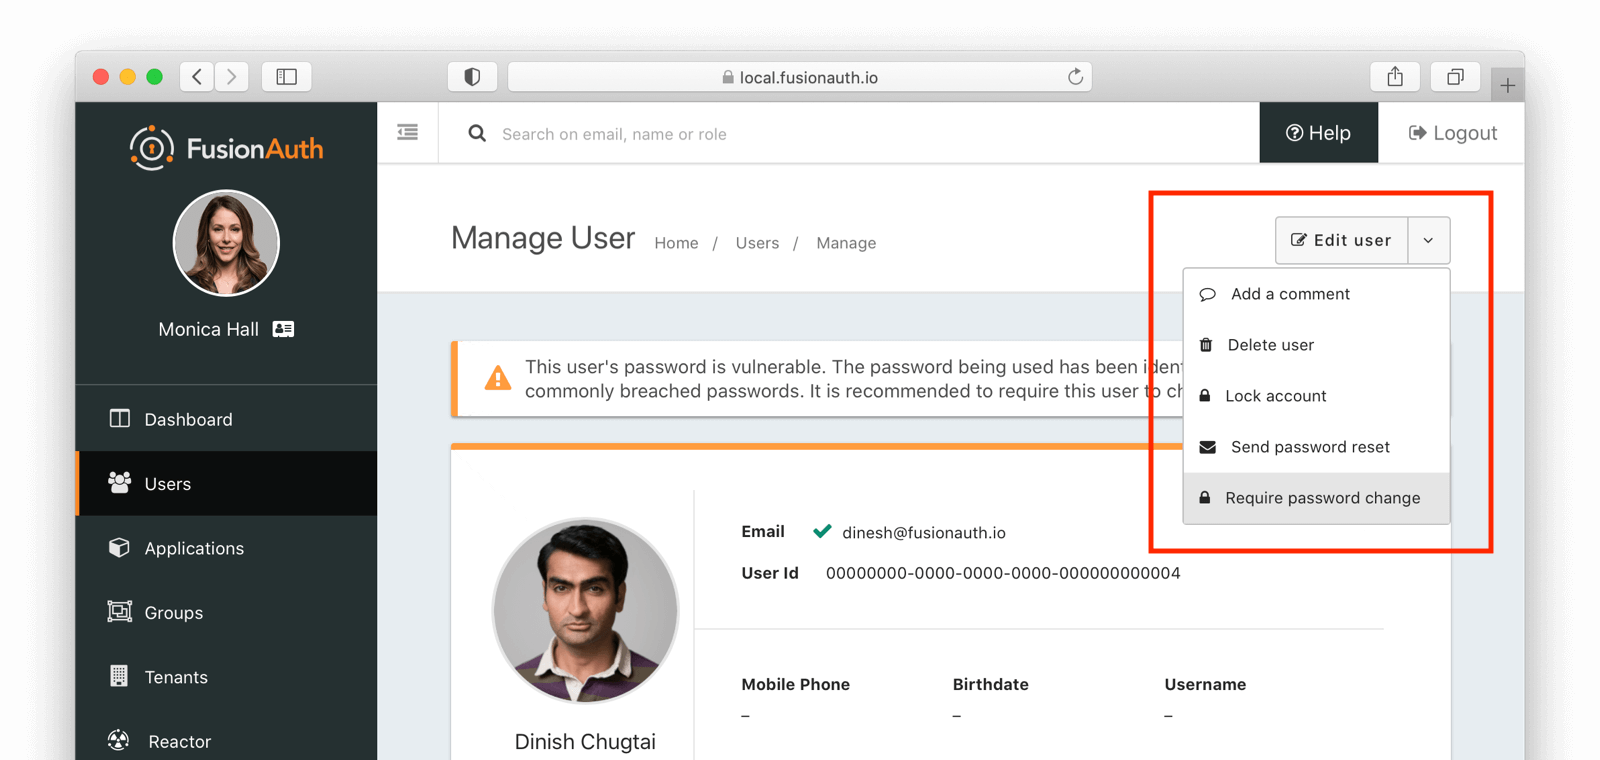 local.fusionauth.io
FusionAuth
Search on email, name or role
Help
Logout
Monica Hall
Dashboard
Users
Applications
Groups
Tenants
Reactor
Manage User
Home / Users / Manage
Edit user
Add a comment
Delete user
Lock account
Send password reset
Require password change
This user's password is vulnerable. The password being used has been
commonly breached passwords. It is recommended to require this user to
Email dinesh@fusionauth.io
User Id 00000000-0000-0000-0000-000000000004
Mobile Phone Birthdate Username
– – –
Dinish Chugtai